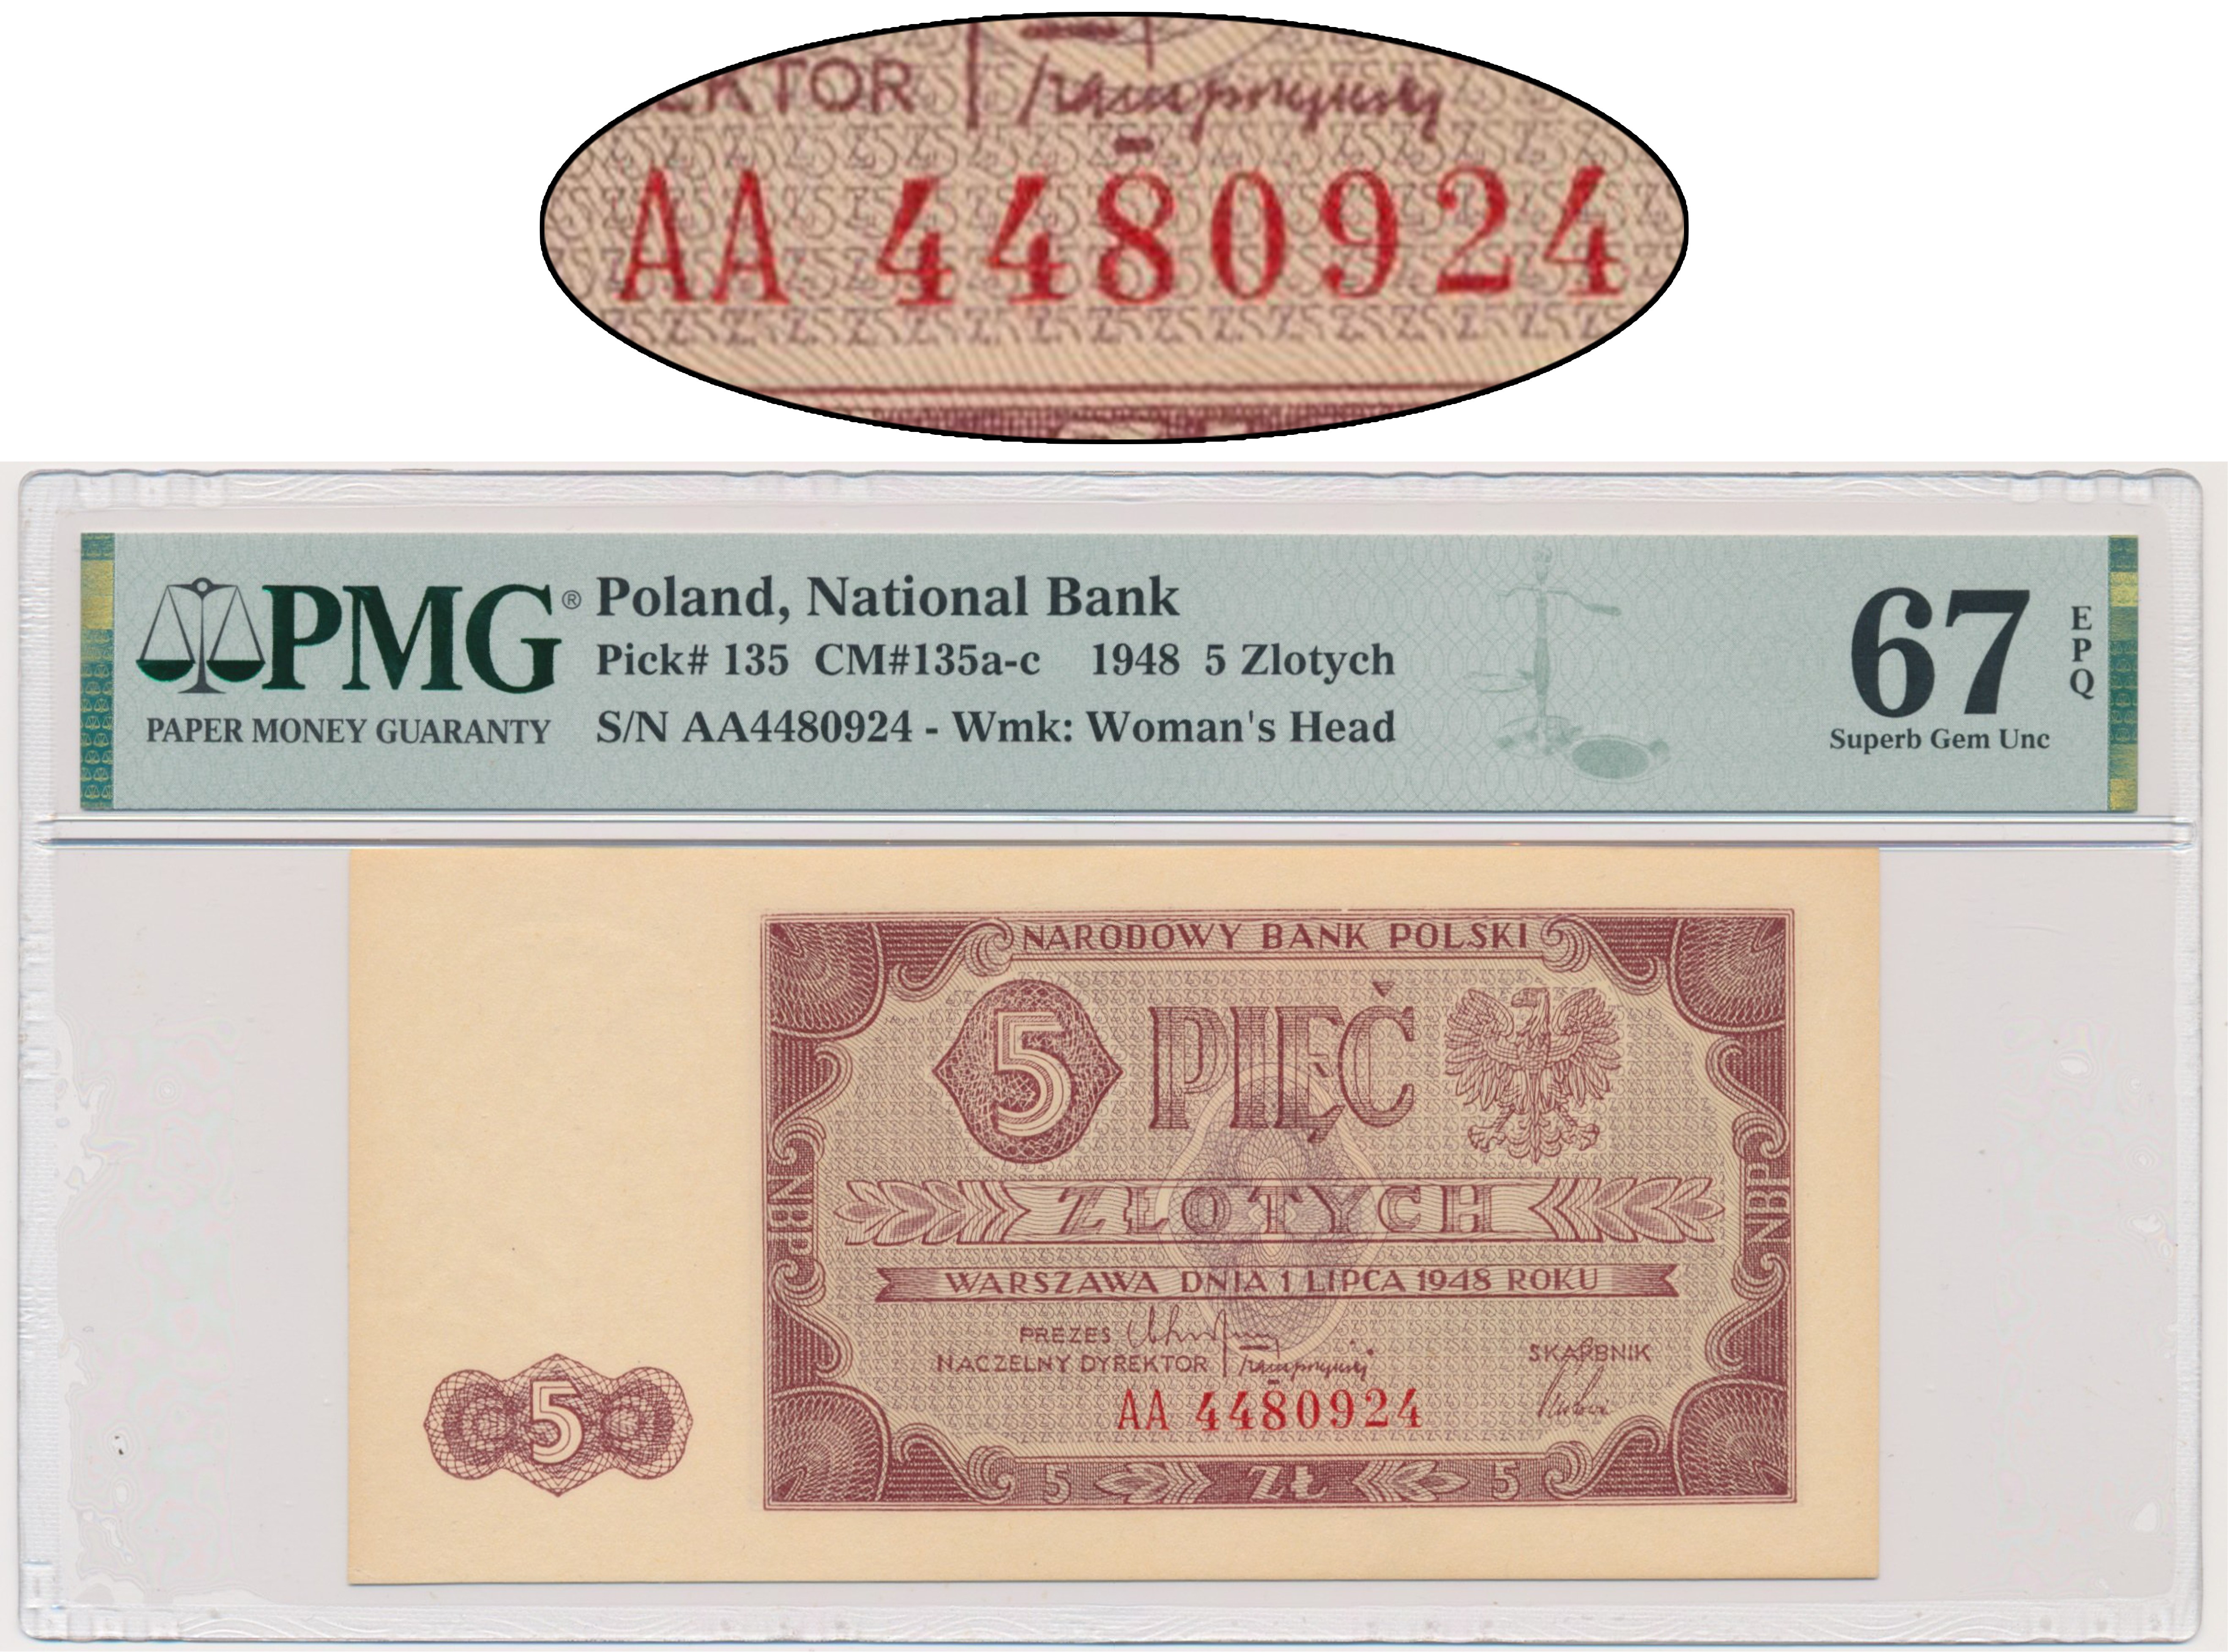 EKTOR
AA 4480924
PMG® Poland, National Bank
Pick# 135 CM#135a-c 1948 5 Zlotych
PAPER MONEY GUARANTY
S/N AA4480924 - Wmk: Woman's Head
67
EPQ
Superb Gem Unc
NARODOWY BANK POLSKI
5 PIĘĆ
ZŁOTYCH
NBP
NBP
WARSZAWA DNIA 1 LIPCA 1948 ROKU
PREZES
NACZELNY DYREKTOR
SKARBNIK
AA 4480924
5
5 ZŁ 5